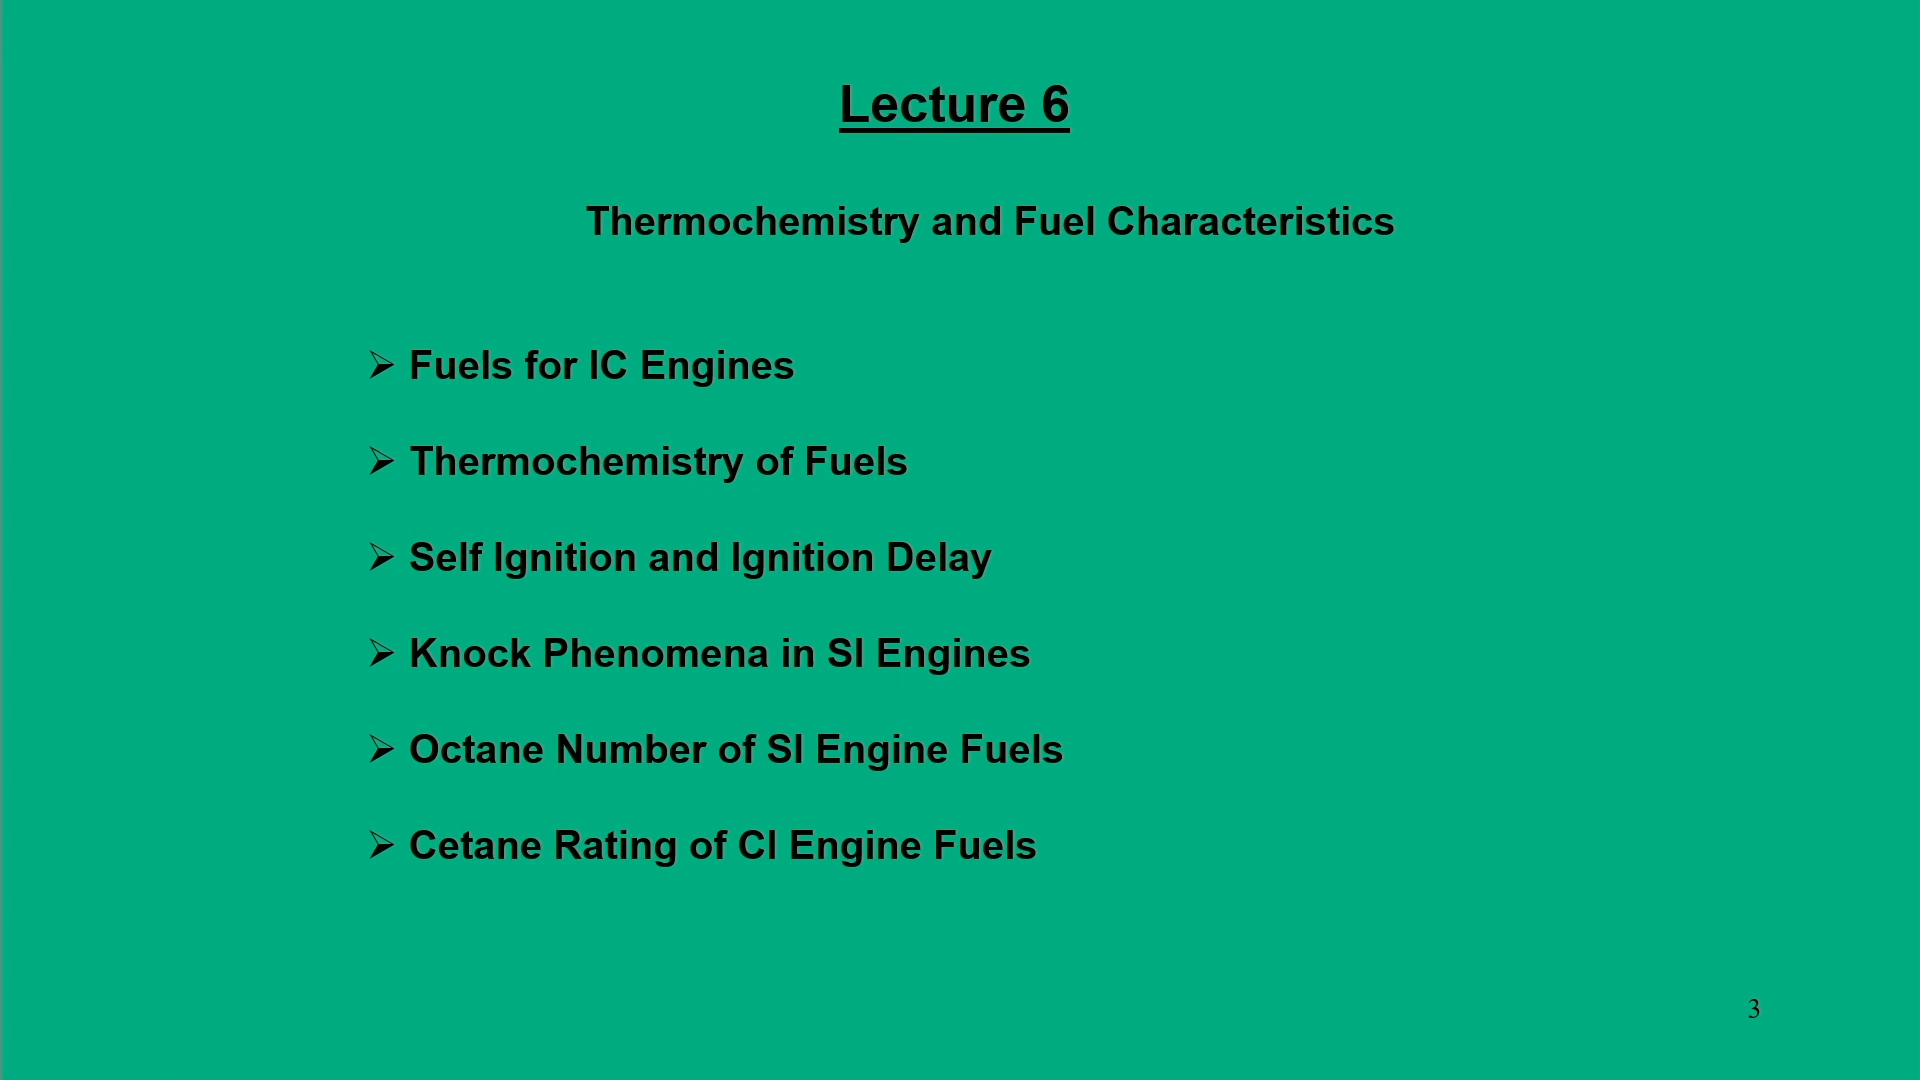 Lecture 6
Thermochemistry and Fuel Characteristics
➢ Fuels for IC Engines
➢ Thermochemistry of Fuels
➢ Self Ignition and Ignition Delay
➢ Knock Phenomena in SI Engines
➢ Octane Number of SI Engine Fuels
➢ Cetane Rating of CI Engine Fuels
3